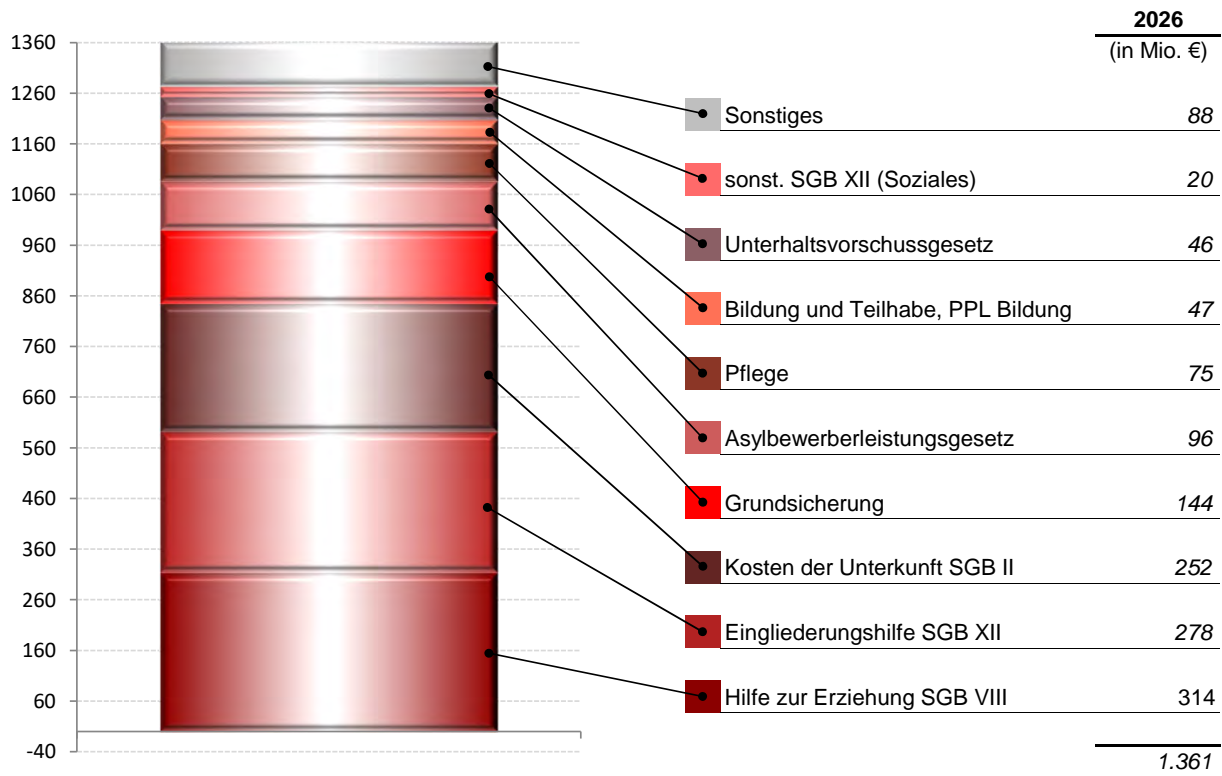 2026
(in Mio. €)
1360
1260
1160
1060
960
860
760
660
560
460
360
260
160
60
-40
Sonstiges 88
sonst. SGB XII (Soziales) 20
Unterhaltsvorschussgesetz 46
Bildung und Teilhabe, PPL Bildung 47
Pflege 75
Asylbewerberleistungsgesetz 96
Grundsicherung 144
Kosten der Unterkunft SGB II 252
Eingliederungshilfe SGB XII 278
Hilfe zur Erziehung SGB VIII 314
1.361